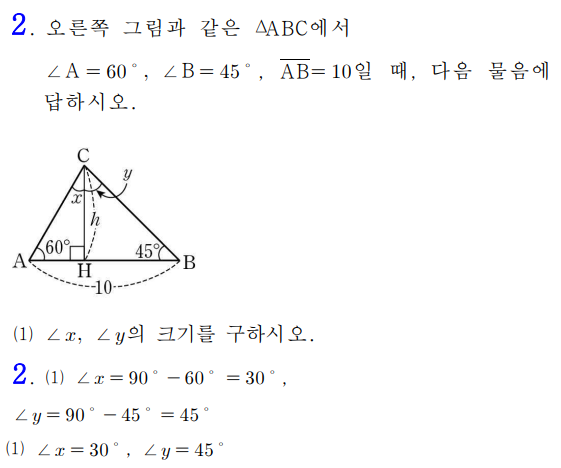 2. 오른쪽 그림과 같은 △ABC에서
∠A=60°, ∠B=45°, \overline{AB}=10일 때, 다음 물음에
답하시오.
C
y
x
h
60°
45°
A
H
B
10
(1) ∠x, ∠y의 크기를 구하시오.
2. (1) ∠x=90°-60°=30°,
∠y=90°-45°=45°
(1) ∠x=30°, ∠y=45°